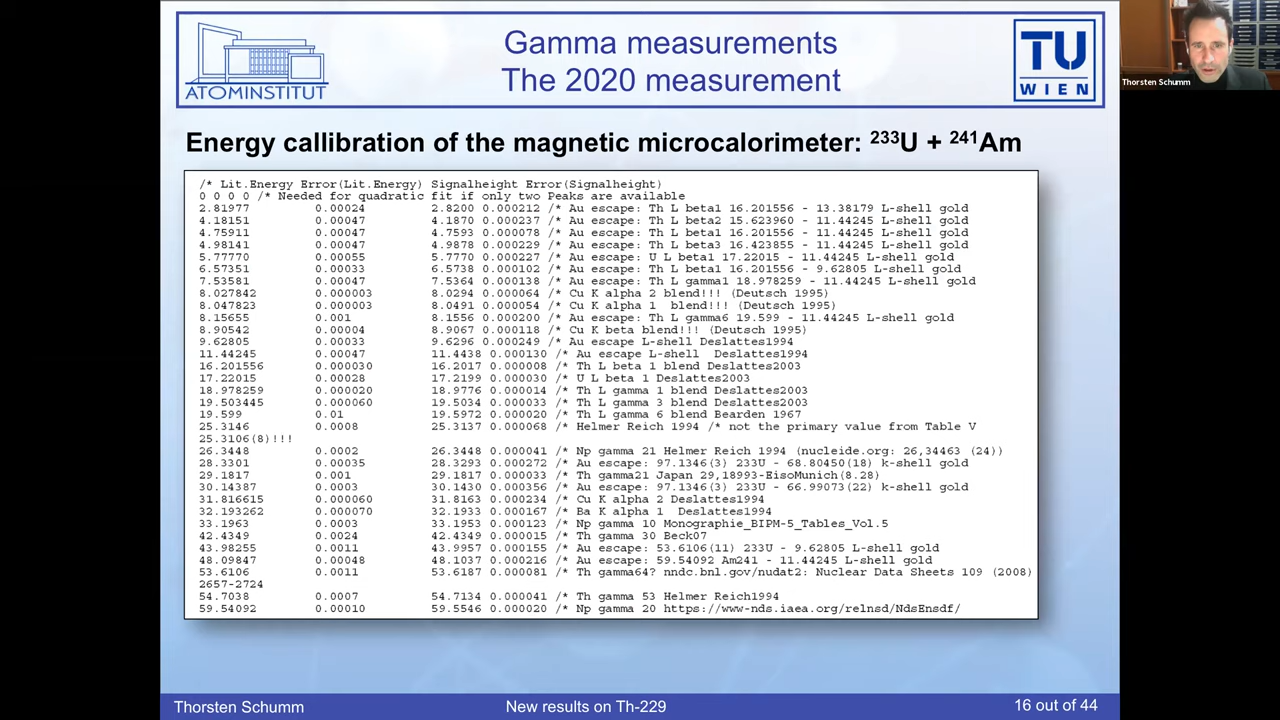 Gamma measurements
The 2020 measurement
ATOMINSTITUT
TU
WIEN
Thorsten Schumm
Energy callibration of the magnetic microcalorimeter: ²³³U + ²⁴¹Am
/* Lit.Energy Error(Lit.Energy) Signalheight Error(Signalheight)
0 0 0 0 /* Needed for quadratic fit if only two Peaks are available
2.81977 0.00024 2.8200 0.000212 /* Au escape: Th L beta1 16.201556 - 13.38179 L-shell gold
4.18151 0.00047 4.1870 0.000237 /* Au escape: Th L beta2 15.623960 - 11.44245 L-shell gold
4.75911 0.00047 4.7593 0.000078 /* Au escape: Th L beta1 16.201556 - 11.44245 L-shell gold
4.98141 0.00047 4.9878 0.000229 /* Au escape: Th L beta3 16.423855 - 11.44245 L-shell gold
5.77770 0.00055 5.7770 0.000227 /* Au escape: U L beta1 17.22015 - 11.44245 L-shell gold
6.57351 0.00033 6.5738 0.000102 /* Au escape: Th L beta1 16.201556 - 9.62805 L-shell gold
7.53581 0.00047 7.5364 0.000138 /* Au escape: Th L gamma1 18.978259 - 11.44245 L-shell gold
8.027842 0.000003 8.0294 0.000064 /* Cu K alpha 2 blend!!! (Deutsch 1995)
8.047823 0.000003 8.0491 0.000054 /* Cu K alpha 1 blend!!! (Deutsch 1995)
8.15655 0.001 8.1556 0.000200 /* Au escape: Th L gamma6 19.599 - 11.44245 L-shell gold
8.90542 0.00004 8.9067 0.000118 /* Cu K beta blend!!! (Deutsch 1995)
9.62805 0.00033 9.6296 0.000249 /* Au escape L-shell Deslattes1994
11.44245 0.00047 11.4438 0.000130 /* Au escape L-shell Deslattes1994
16.201556 0.000030 16.2017 0.000008 /* Th L beta 1 blend Deslattes2003
17.22015 0.00028 17.2199 0.000030 /* U L beta 1 Deslattes2003
18.978259 0.000020 18.9776 0.000014 /* Th L gamma 1 blend Deslattes2003
19.503445 0.000060 19.5034 0.000033 /* Th L gamma 3 blend Deslattes2003
19.599 0.01 19.5972 0.000020 /* Th L gamma 6 blend Bearden 1967
25.3146 0.0008 25.3137 0.000068 /* Helmer Reich 1994 /* not the primary value from Table V
25.3106(8)!!!
26.3448 0.0002 26.3448 0.000041 /* Np gamma 21 Helmer Reich 1994 (nucleide.org: 26,34463 (24))
28.3301 0.00035 28.3293 0.000272 /* Au escape: 97.1346(3) 233U - 68.80450(18) k-shell gold
29.1817 0.001 29.1817 0.000033 /* Th gamma21 Japan 29,18993-EisoMunich(8.28)
30.14387 0.0003 30.1430 0.000356 /* Au escape: 97.1346(3) 233U - 66.99073(22) k-shell gold
31.816615 0.000060 31.8163 0.000234 /* Cu K alpha 2 Deslattes1994
32.193262 0.000070 32.1933 0.000167 /* Ba K alpha 1 Deslattes1994
33.1963 0.0003 33.1953 0.000123 /* Np gamma 10 Monographie_BIPM-5_Tables_Vol.5
42.4349 0.0024 42.4349 0.000015 /* Th gamma 30 Beck07
43.98255 0.0011 43.9957 0.000155 /* Au escape: 53.6106(11) 233U - 9.62805 L-shell gold
48.09847 0.00048 48.1037 0.000216 /* Au escape: 59.54092 Am241 - 11.44245 L-shell gold
53.6106 0.0011 53.6187 0.000081 /* Th gamma64? nndc.bnl.gov/nudat2: Nuclear Data Sheets 109 (2008)
2657-2724
54.7038 0.0007 54.7134 0.000041 /* Th gamma 53 Helmer Reich1994
59.54092 0.00010 59.5546 0.000020 /* Np gamma 20 https://www-nds.iaea.org/relnsd/NdsEnsdf/
Thorsten Schumm
New results on Th-229
16 out of 44